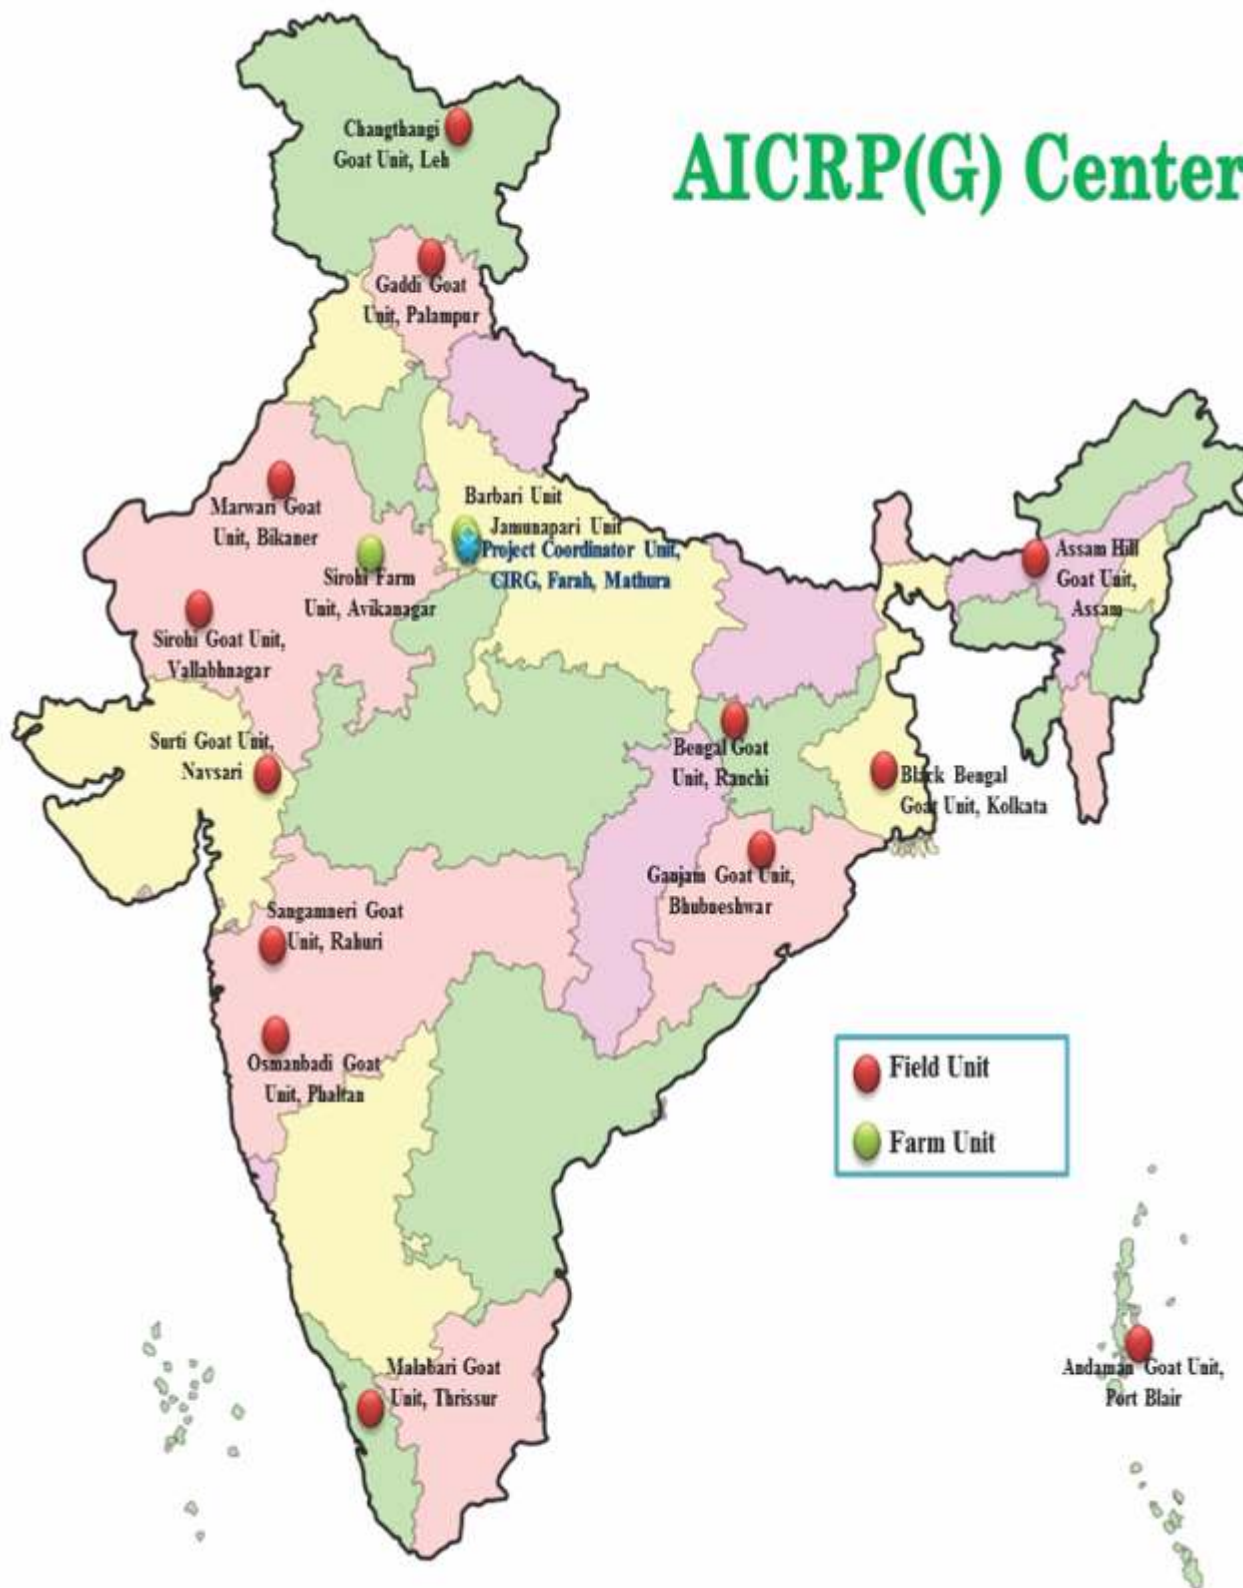 AICRP(G) Center
Changthangi
Goat Unit, Leh
Gaddi Goat
Unit, Palampur
Marwari Goat
Unit, Bikaner
Barbari Unit
Jamunapari Unit
Project Coordinator Unit,
CIRG, Farah, Mathura
Sirohi Farm
Unit, Avikanagar
Assam Hill
Goat Unit,
Assam
Sirohi Goat Unit,
Vallabhnagar
Surti Goat Unit,
Navsari
Bengal Goat
Unit, Ranchi
Black Bengal
Goat Unit, Kolkata
Ganjam Goat Unit,
Bhubneshwar
Sangamneri Goat
Unit, Rahuri
Osmanbadi Goat
Unit, Phaltan
Field Unit
Farm Unit
Malabari Goat
Unit, Thrissur
Andaman Goat Unit,
Port Blair